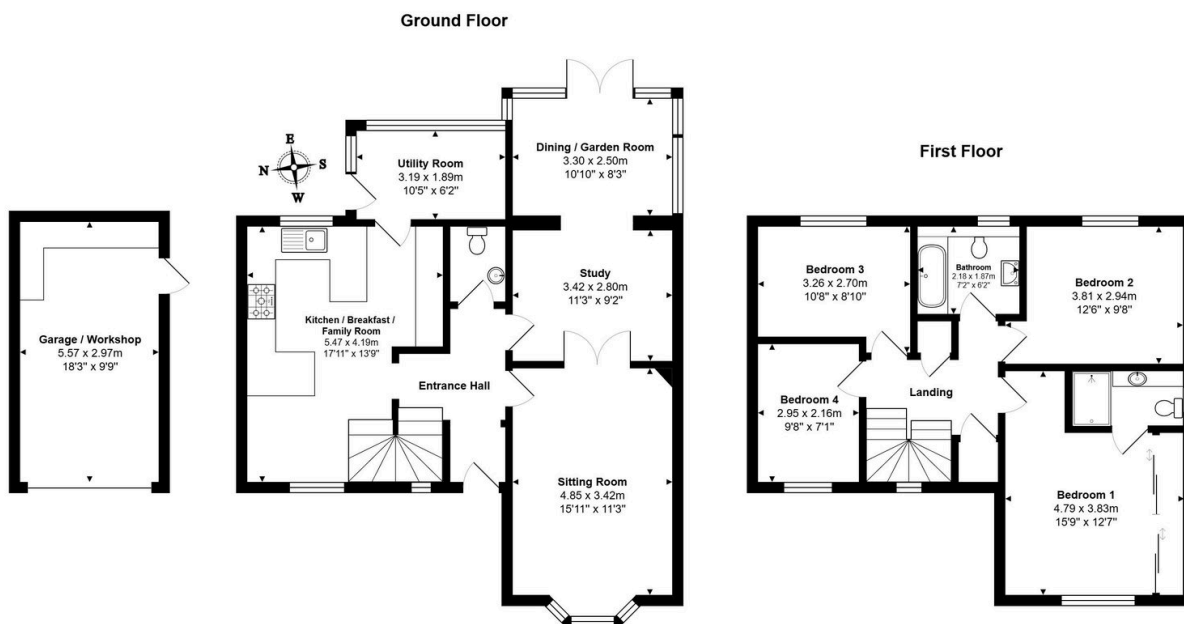 Ground Floor
E
N
S
W
Utility Room
3.19 x 1.89m
10'5" x 6'2"
Dining / Garden Room
3.30 x 2.50m
10'10" x 8'3"
Study
3.42 x 2.80m
11'3" x 9'2"
Kitchen / Breakfast /
Family Room
5.47 x 4.19m
17'11" x 13'9"
Garage / Workshop
5.57 x 2.97m
18'3" x 9'9"
Entrance Hall
Sitting Room
4.85 x 3.42m
15'11" x 11'3"
First Floor
Bedroom 3
3.26 x 2.70m
10'8" x 8'10"
Bathroom
2.18 x 1.87m
7'2" x 6'2"
Bedroom 2
3.81 x 2.94m
12'6" x 9'8"
Bedroom 4
2.95 x 2.16m
9'8" x 7'1"
Landing
Bedroom 1
4.79 x 3.83m
15'9" x 12'7"